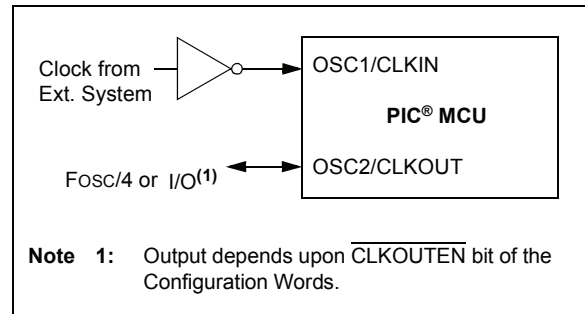 Clock from
Ext. System
OSC1/CLKIN
PIC® MCU
FOSC/4 or I/O(1)
OSC2/CLKOUT
Note 1: Output depends upon CLKOUTEN bit of the
Configuration Words.